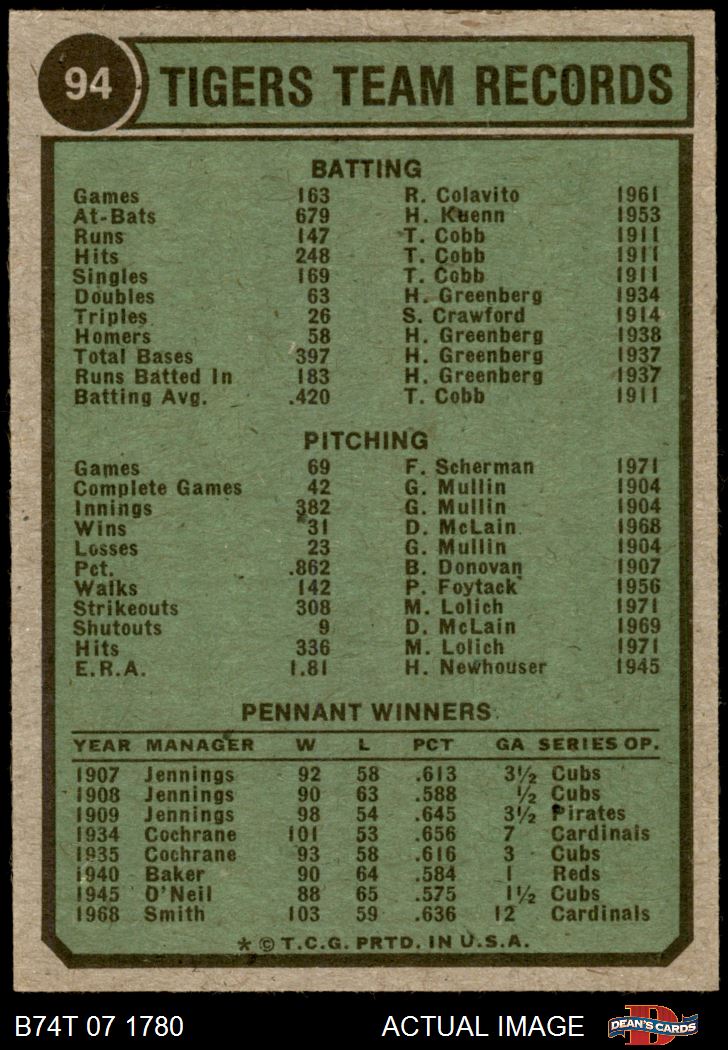 94 TIGERS TEAM RECORDS
BATTING
Games 163 R. Colavito 1961
At-Bats 679 H. Kuenn 1953
Runs 147 T. Cobb 1911
Hits 248 T. Cobb 1911
Singles 169 T. Cobb 1911
Doubles 63 H. Greenberg 1934
Triples 26 S. Crawford 1914
Homers 58 H. Greenberg 1938
Total Bases 397 H. Greenberg 1937
Runs Batted In 183 H. Greenberg 1937
Batting Avg. .420 T. Cobb 1911
PITCHING
Games 69 F. Scherman 1971
Complete Games 42 G. Mullin 1904
Innings 382 G. Mullin 1904
Wins 31 D. McLain 1968
Losses 23 G. Mullin 1904
Pct. .862 B. Donovan 1907
Walks 142 P. Foytack 1956
Strikeouts 308 M. Lolich 1971
Shutouts 9 D. McLain 1969
Hits 336 M. Lolich 1971
E.R.A. 1.81 H. Newhouser 1945
PENNANT WINNERS
YEAR MANAGER W L PCT GA SERIES OP.
1907 Jennings 92 58 .613 3½ Cubs
1908 Jennings 90 63 .588 ½ Cubs
1909 Jennings 98 54 .645 3½ Pirates
1934 Cochrane 101 53 .656 7 Cardinals
1935 Cochrane 93 58 .616 3 Cubs
1940 Baker 90 64 .584 1 Reds
1945 O'Neil 88 65 .575 1½ Cubs
1968 Smith 103 59 .636 12 Cardinals
* © T.C.G. PRTD. IN U.S.A.
B74T 07 1780 ACTUAL IMAGE D DEAN'S CARDS